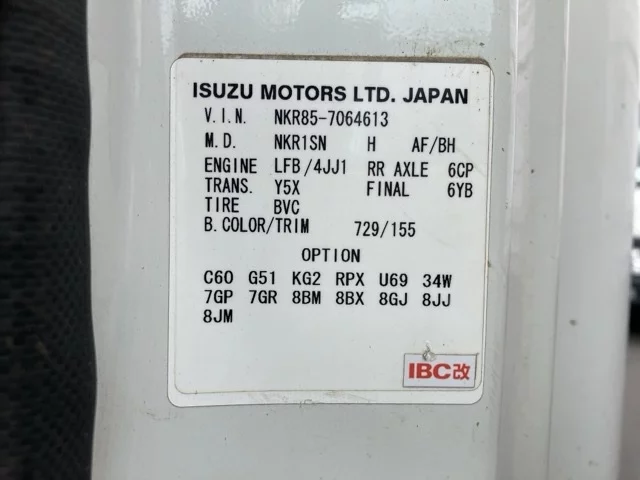 ISUZU MOTORS LTD. JAPAN
V.I.N. NKR85-7064613
M.D. NKR1SN H AF/BH
ENGINE LFB/4JJ1 RR AXLE 6CP
TRANS. Y5X FINAL 6YB
TIRE BVC
B.COLOR/TRIM 729/155
OPTION
C60 G51 KG2 RPX U69 34W
7GP 7GR 8BM 8BX 8GJ 8JJ
8JM
IBC改